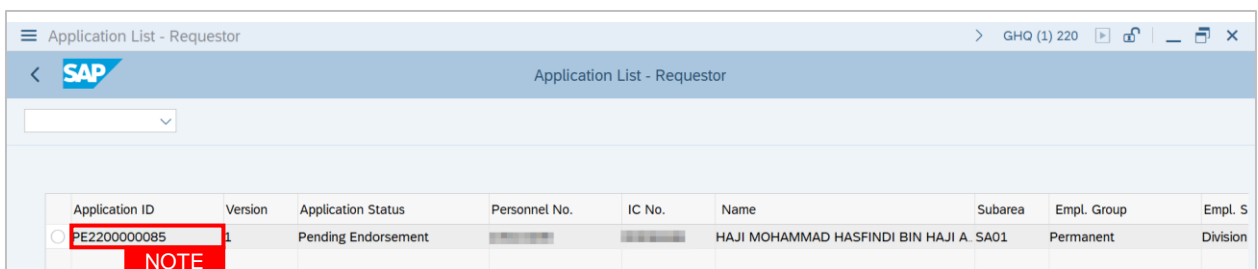 Application List - Requestor GHQ (1) 220
SAP Application List - Requestor
Application ID Version Application Status Personnel No. IC No. Name Subarea Empl. Group Empl. S
PE2200000085 1 Pending Endorsement HAJI MOHAMMAD HASFINDI BIN HAJI A. SA01 Permanent Division
NOTE